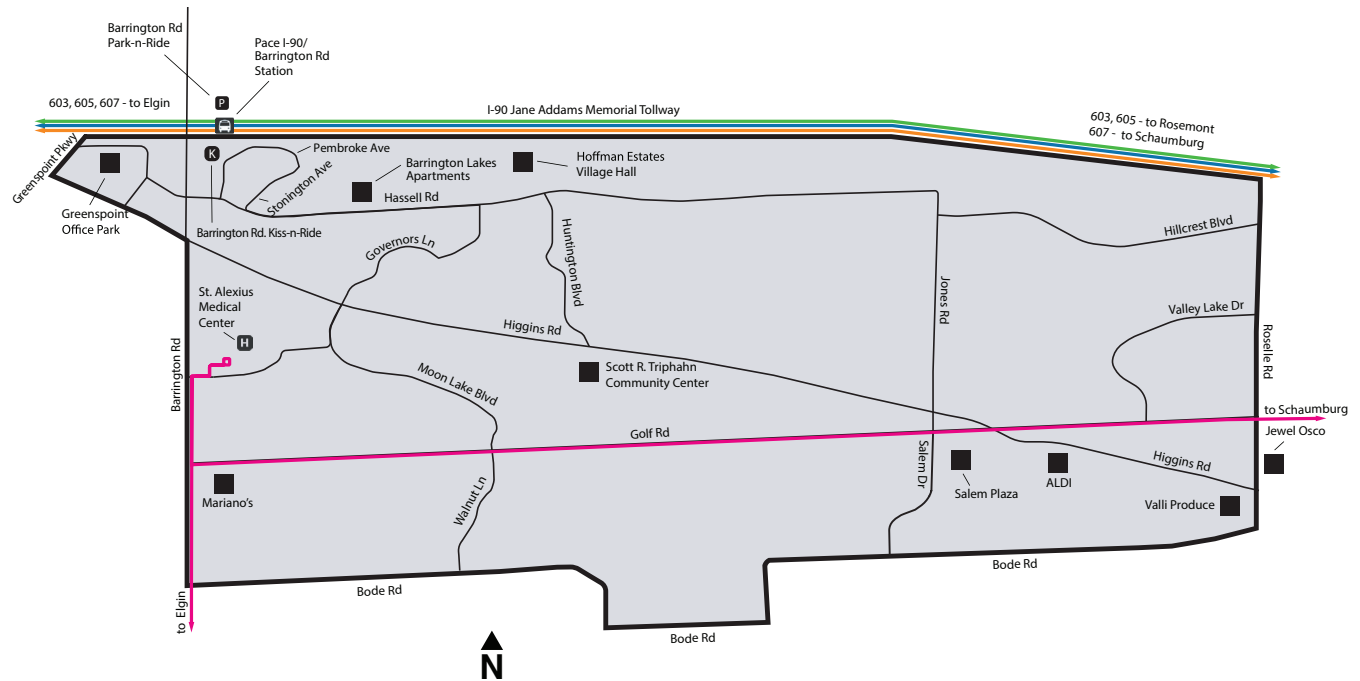 Barrington Rd
Park-n-Ride
Pace I-90/
Barrington Rd
Station
P
603, 605, 607 - to Elgin
I-90 Jane Addams Memorial Tollway
603, 605 - to Rosemont
607 - to Schaumburg
Greenspoint Pkwy
K
Pembroke Ave
Stonington Ave
Barrington Lakes
Apartments
Hoffman Estates
Village Hall
Hassell Rd
Greenspoint
Office Park
Barrington Rd. Kiss-n-Ride
Governors Ln
Huntington Blvd
Hillcrest Blvd
St. Alexius
Medical
Center
H
Jones Rd
Valley Lake Dr
Higgins Rd
Roselle Rd
Barrington Rd
Moon Lake Blvd
Scott R. Triphahn
Community Center
to Schaumburg
Golf Rd
Jewel Osco
Salem Dr
Higgins Rd
Mariano's
Walnut Ln
Salem Plaza
ALDI
Valli Produce
Bode Rd
Bode Rd
to Elgin
Bode Rd
N